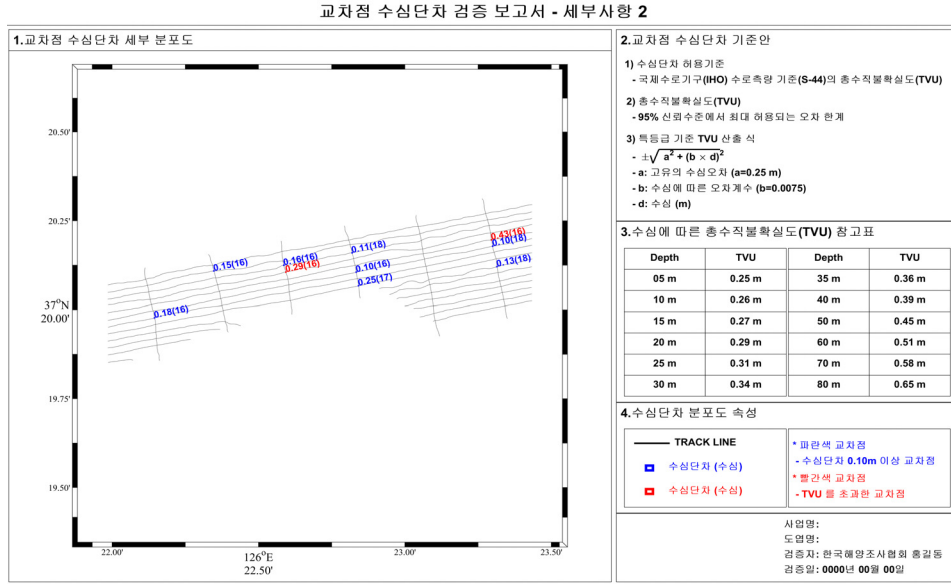 교차점 수심단차 검증 보고서 - 세부사항 2
1.교차점 수심단차 세부 분포도
20.50'
20.25'
37°N
20.00'
19.75'
19.50'
22.00'
126°E
22.50'
23.00'
23.50'
0.43(16)
0.10(18)
0.11(18)
0.16(16)
0.15(16)
0.29(16)
0.10(16)
0.13(18)
0.25(17)
0.18(16)
2.교차점 수심단차 기준안
1) 수심단차 허용기준
- 국제수로기구(IHO) 수로측량 기준(S-44)의 총수직불확실도(TVU)
2) 총수직불확실도(TVU)
- 95% 신뢰수준에서 최대 허용되는 오차 한계
3) 특등급 기준 TVU 산출 식
- ±√ a² + (b × d)²
- a: 고유의 수심오차 (a=0.25 m)
- b: 수심에 따른 오차계수 (b=0.0075)
- d: 수심 (m)
3.수심에 따른 총수직불확실도(TVU) 참고표
Depth TVU Depth TVU
05 m 0.25 m 35 m 0.36 m
10 m 0.26 m 40 m 0.39 m
15 m 0.27 m 50 m 0.45 m
20 m 0.29 m 60 m 0.51 m
25 m 0.31 m 70 m 0.58 m
30 m 0.34 m 80 m 0.65 m
4.수심단차 분포도 속성
TRACK LINE
수심단차 (수심)
수심단차 (수심)
* 파란색 교차점
- 수심단차 0.10m 이상 교차점
* 빨간색 교차점
- TVU 를 초과한 교차점
사업명:
도엽명:
검증자: 한국해양조사협회 홍길동
검증일: 0000년 00월 00일